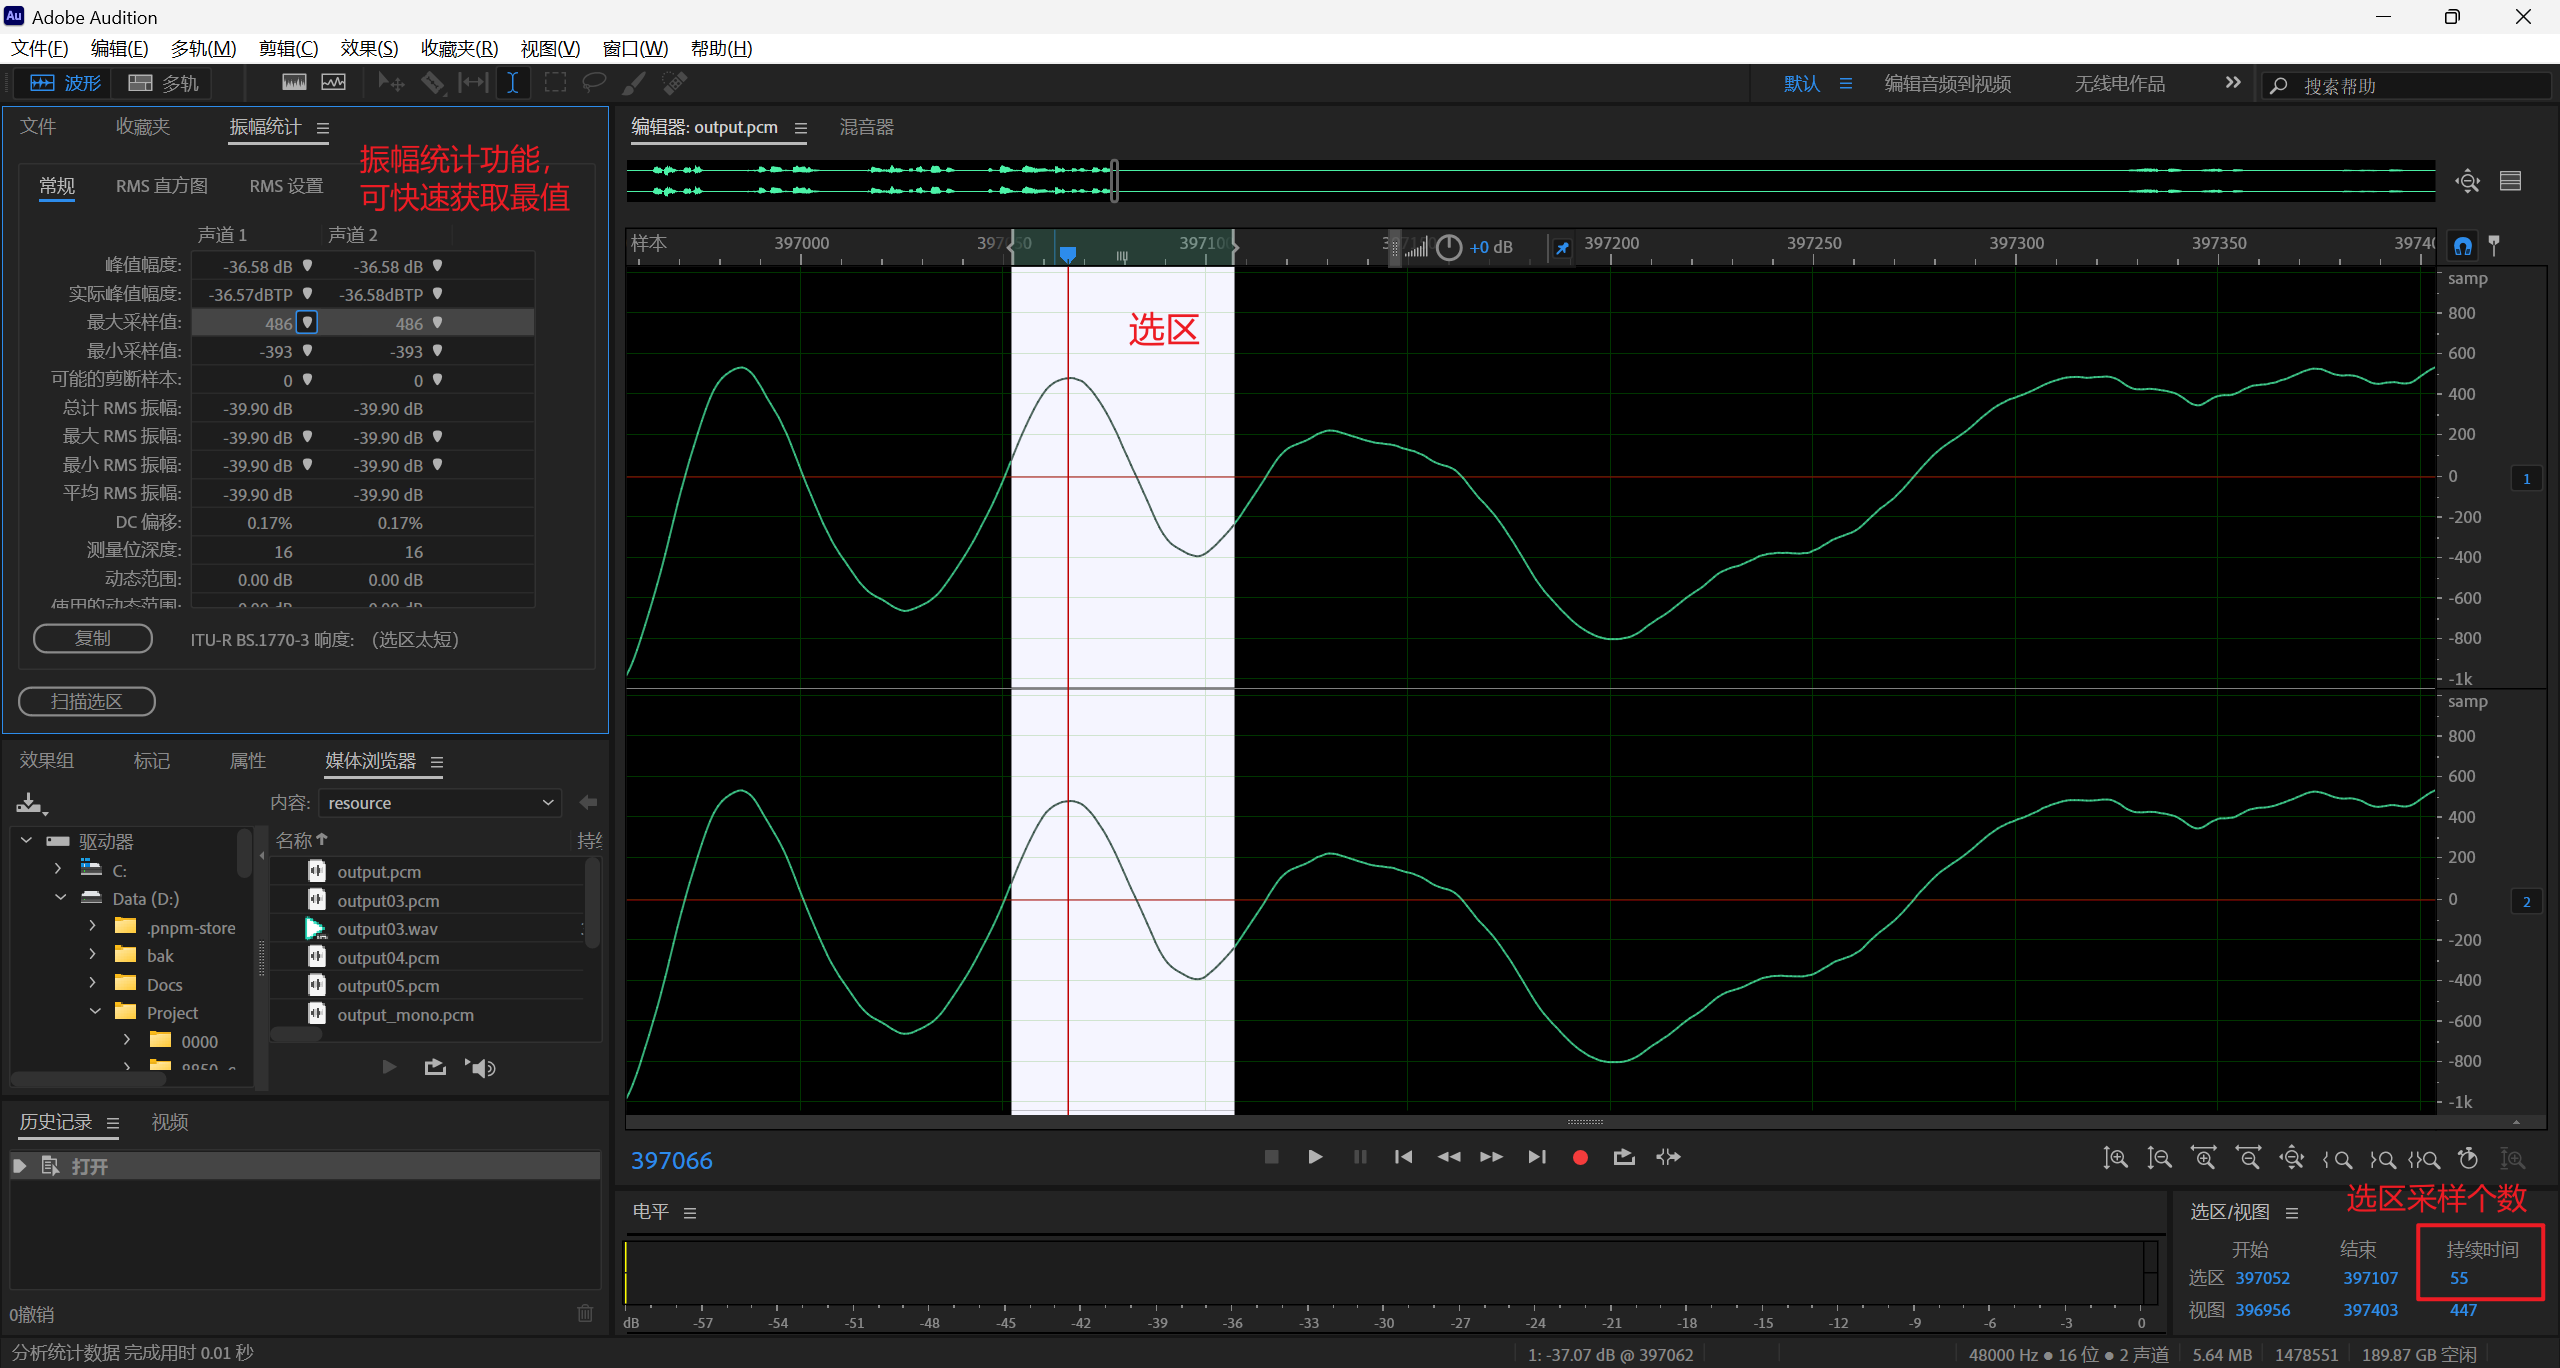 Adobe Audition
文件(F) 编辑(E) 多轨(M) 剪辑(C) 效果(S) 收藏夹(R) 视图(V) 窗口(W) 帮助(H)
波形 多轨 默认 编辑音频到视频 无线电作品 搜索帮助
文件 收藏夹 振幅统计
振幅统计功能,
可快速获取最值
常规 RMS 直方图 RMS 设置
声道 1 声道 2
峰值幅度: -36.58 dB -36.58 dB
实际峰值幅度: -36.57dBTP -36.58dBTP
最大采样值: 486 486
最小采样值: -393 -393
可能的剪断样本: 0 0
总计 RMS 振幅: -39.90 dB -39.90 dB
最大 RMS 振幅: -39.90 dB -39.90 dB
最小 RMS 振幅: -39.90 dB -39.90 dB
平均 RMS 振幅: -39.90 dB -39.90 dB
DC 偏移: 0.17% 0.17%
测量位深度: 16 16
动态范围: 0.00 dB 0.00 dB
使用的动态范围: 0.00 dB 0.00 dB
复制 ITU-R BS.1770-3 响度: （选区太短）
扫描选区
编辑器: output.pcm 混音器
样本 397000 397050 397100 +0 dB 397200 397250 397300 397350
选区
samp
800
600
400
200
0
-200
-400
-600
-800
-1k
1
samp
800
600
400
200
0
-200
-400
-600
-800
-1k
2
效果组 标记 属性 媒体浏览器
内容: resource
驱动器
C:
Data (D:)
.pnpm-store
bak
Docs
Project
0000
名称 持续
output.pcm
output03.pcm
output03.wav
output04.pcm
output05.pcm
output_mono.pcm
历史记录 视频
打开
0撤销
397066
电平
dB -57 -54 -51 -48 -45 -42 -39 -36 -33 -30 -27 -24 -21 -18 -15 -12 -9 -6 -3 0
选区采样个数
选区/视图
开始 结束 持续时间
选区 397052 397107 55
视图 396956 397403 447
分析统计数据 完成用时 0.01 秒 1: -37.07 dB @ 397062 48000 Hz ● 16 位 ● 2 声道 5.64 MB 1478551 189.87 GB 空闲